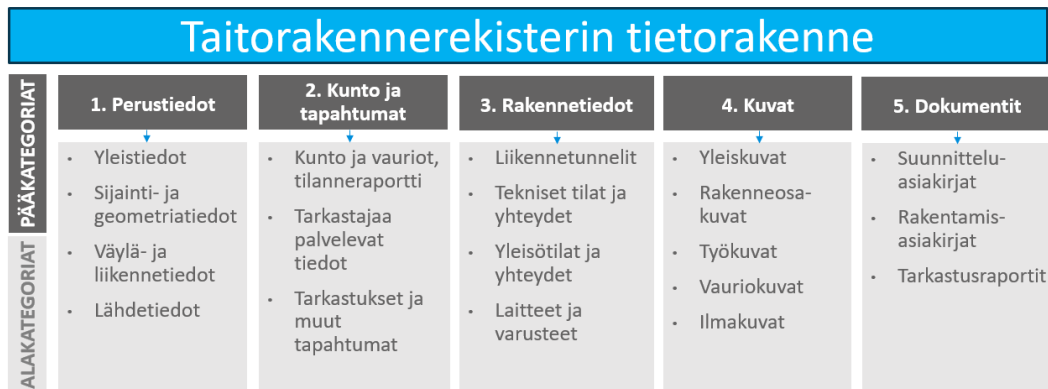 Taitorakennerekisterin tietorakenne
PÄÄKATEGORIAT
ALAKATEGORIAT
1. Perustiedot
• Yleistiedot
• Sijainti- ja
geometriatiedot
• Väylä- ja
liikennetiedot
• Lähdetiedot
2. Kunto ja
tapahtumat
• Kunto ja vauriot,
tilanneraportti
• Tarkastajaa
palvelevat
tiedot
• Tarkastukset ja
muut
tapahtumat
3. Rakennetiedot
• Liikennetunnelit
• Tekniset tilat ja
yhteydet
• Yleisötilat ja
yhteydet
• Laitteet ja
varusteet
4. Kuvat
• Yleiskuvat
• Rakenneosa-
kuvat
• Työkuvat
• Vauriokuvat
• Ilmakuvat
5. Dokumentit
• Suunnittelu-
asiakirjat
• Rakentamis-
asiakirjat
• Tarkastusraportit